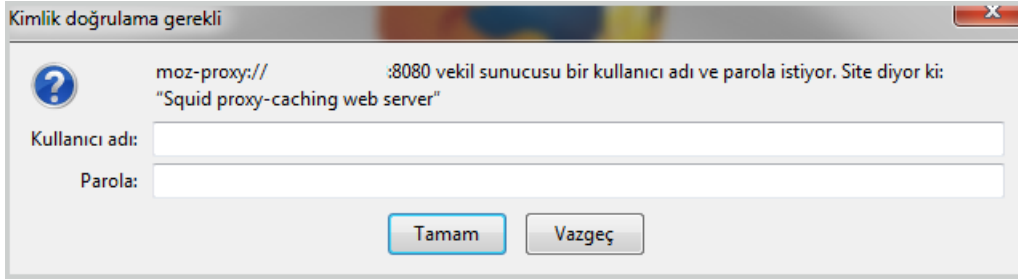 Kimlik doğrulama gerekli
moz-proxy:// :8080 vekil sunucusu bir kullanıcı adı ve parola istiyor. Site diyor ki:
“Squid proxy-caching web server”
Kullanıcı adı:
Parola:
Tamam Vazgeç